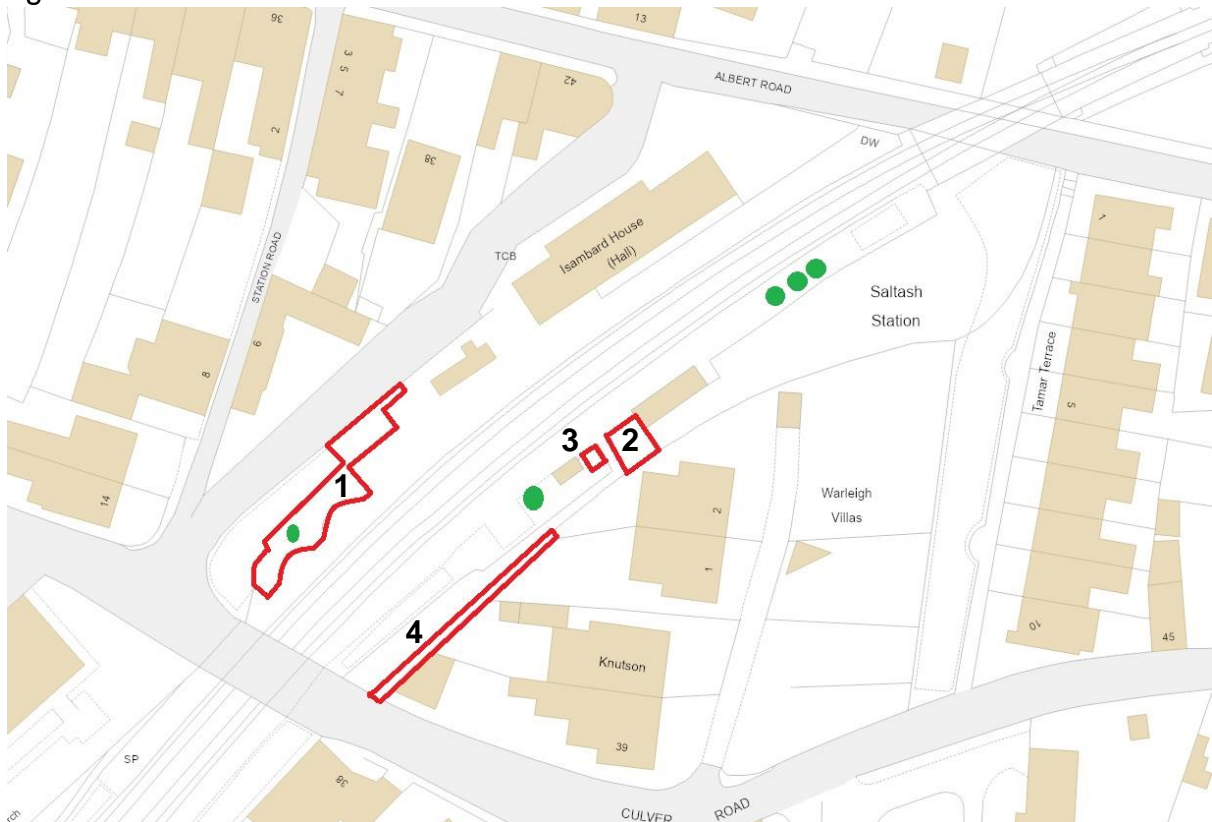 36
13
42
3 5 7
2
38
ALBERT ROAD
DW
1
Isambard House
(Hall)
TCB
STATION ROAD
Saltash
Station
Tamar Terrace
5
6
8
3
2
1
14
2
1
Warleigh
Villas
4
Knutson
10
45
39
SP
38
CULVER ROAD
rch